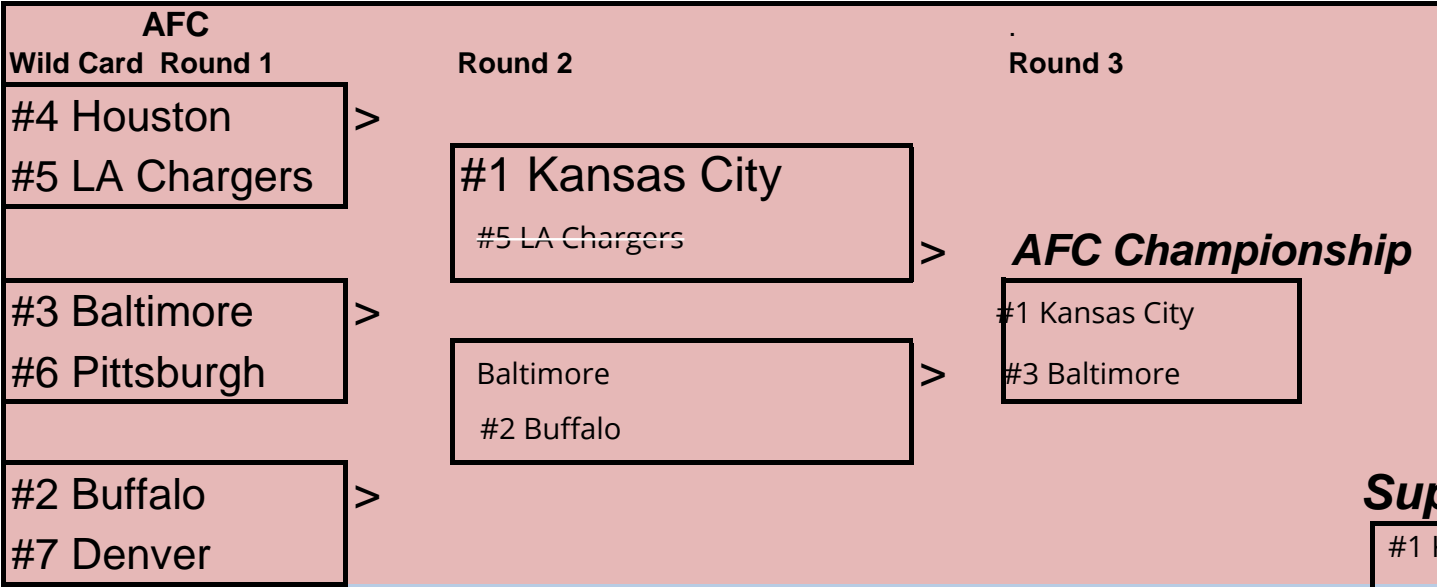 AFC
.
Wild Card Round 1
Round 2
Round 3
#4 Houston
>
#5 LA Chargers
#1 Kansas City
#5 LA Chargers
>
AFC Championship
#3 Baltimore
>
#6 Pittsburgh
Baltimore
#2 Buffalo
>
#1 Kansas City
#3 Baltimore
#2 Buffalo
>
#7 Denver
Sup
#1